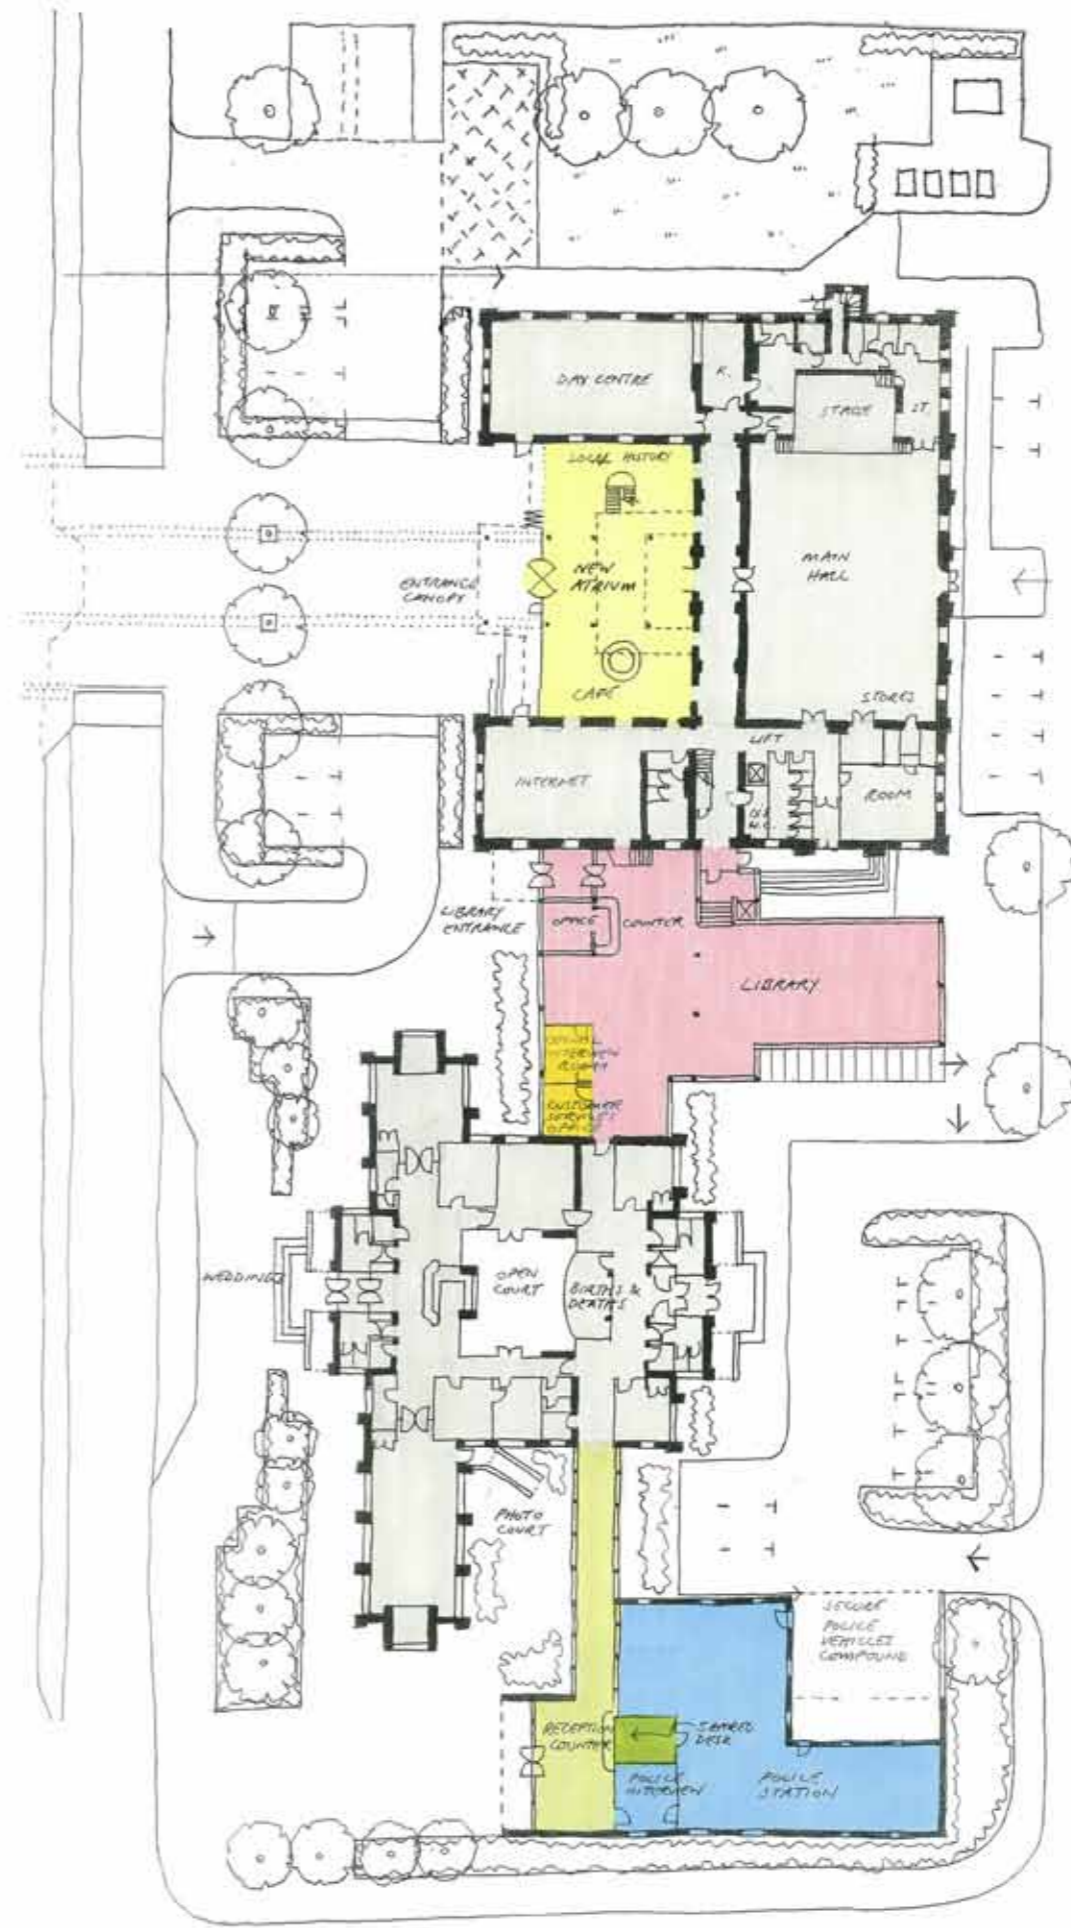 DAY CENTRE
K.
STAGE
ST.
LOCAL HISTORY
ENTRANCE
CANOPY
NEW
ATRIUM
MAIN
HALL
CAFE
STORES
LIFT
INTERNET
ROOM
W.C.
LIBRARY
ENTRANCE
OFFICE
COUNTER
LIBRARY
INTERVIEW
CUSTOMER
SERVICES
OFFICE
WEDDINGS
OPEN
COURT
BIRTHS &
DEATHS
PHOTO
COURT
SECURE
POLICE
VEHICLES
COMPOUND
RECEPTION
COUNTER
SHARED
DESK
POLICE
INTERVIEW
POLICE
STATION